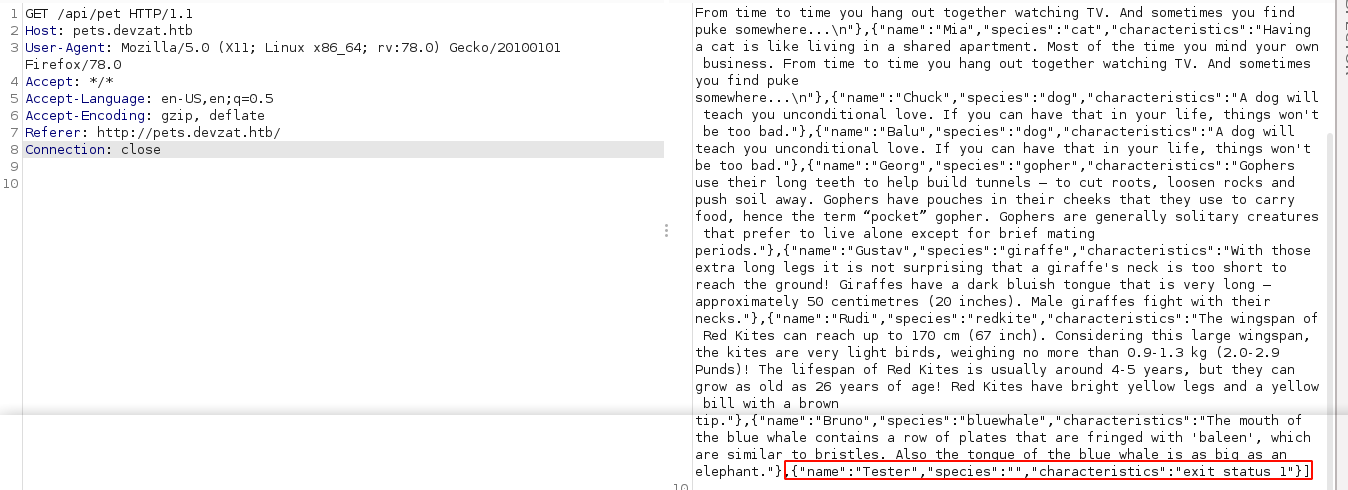 1 GET /api/pet HTTP/1.1
2 Host: pets.devzat.htb
3 User-Agent: Mozilla/5.0 (X11; Linux x86_64; rv:78.0) Gecko/20100101
Firefox/78.0
4 Accept: */*
5 Accept-Language: en-US,en;q=0.5
6 Accept-Encoding: gzip, deflate
7 Referer: http://pets.devzat.htb/
8 Connection: close
9
10
From time to time you hang out together watching TV. And sometimes you find
puke somewhere...\n"},{"name":"Mia","species":"cat","characteristics":"Having
a cat is like living in a shared apartment. Most of the time you mind your own
business. From time to time you hang out together watching TV. And sometimes
you find puke
somewhere...\n"},{"name":"Chuck","species":"dog","characteristics":"A dog will
teach you unconditional love. If you can have that in your life, things won't
be too bad."},{"name":"Balu","species":"dog","characteristics":"A dog will
teach you unconditional love. If you can have that in your life, things won't
be too bad."},{"name":"Georg","species":"gopher","characteristics":"Gophers
use their long teeth to help build tunnels – to cut roots, loosen rocks and
push soil away. Gophers have pouches in their cheeks that they use to carry
food, hence the term “pocket” gopher. Gophers are generally solitary creatures
that prefer to live alone except for brief mating
periods."},{"name":"Gustav","species":"giraffe","characteristics":"With those
extra long legs it is not surprising that a giraffe's neck is too short to
reach the ground! Giraffes have a dark bluish tongue that is very long –
approximately 50 centimetres (20 inches). Male giraffes fight with their
necks."},{"name":"Rudi","species":"redkite","characteristics":"The wingspan of
Red Kites can reach up to 170 cm (67 inch). Considering this large wingspan,
the kites are very light birds, weighing no more than 0.9-1.3 kg (2.0-2.9
Punds)! The lifespan of Red Kites is usually around 4-5 years, but they can
grow as old as 26 years of age! Red Kites have bright yellow legs and a yellow
bill with a brown
tip."},{"name":"Bruno","species":"bluewhale","characteristics":"The mouth of
the blue whale contains a row of plates that are fringed with 'baleen', which
are similar to bristles. Also the tongue of the blue whale is as big as an
elephant."},{"name":"Tester","species":"","characteristics":"exit status 1"}]
10